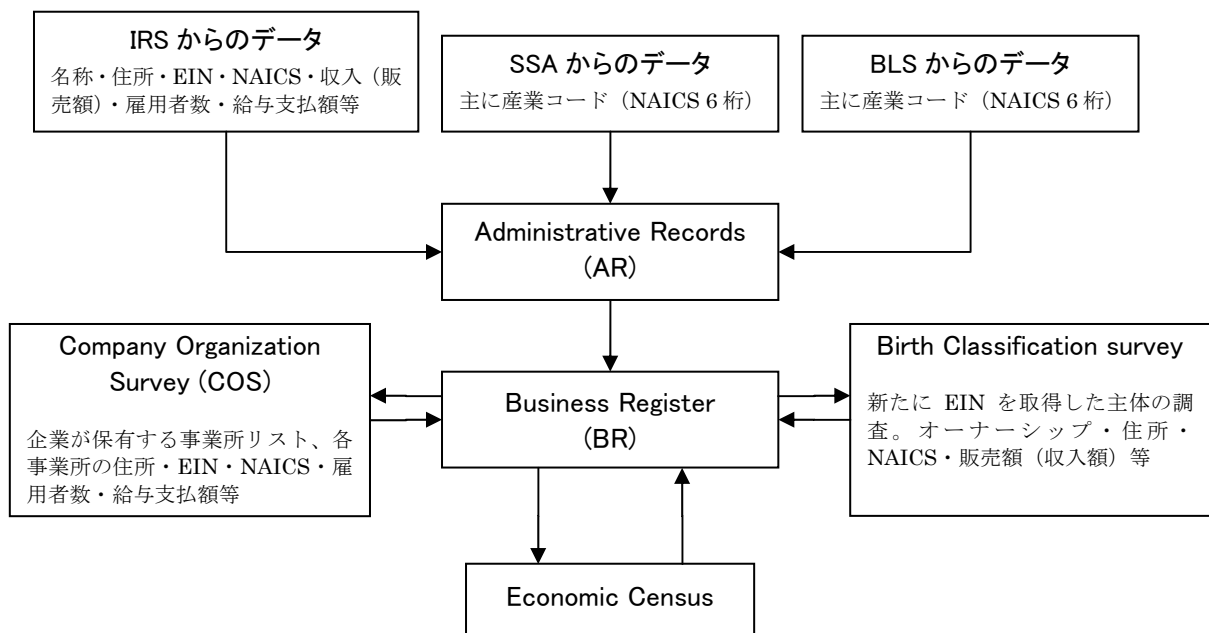 IRS からのデータ
名称・住所・EIN・NAICS・収入（販
売額）・雇用者数・給与支払額等
SSA からのデータ
主に産業コード（NAICS 6 桁）
BLS からのデータ
主に産業コード（NAICS 6 桁）
Administrative Records
(AR)
Company Organization
Survey (COS)
企業が保有する事業所リスト、各
事業所の住所・EIN・NAICS・雇
用者数・給与支払額等
Business Register
(BR)
Birth Classification survey
新たに EIN を取得した主体の調
査。オーナーシップ・住所・
NAICS・販売額（収入額）等
Economic Census